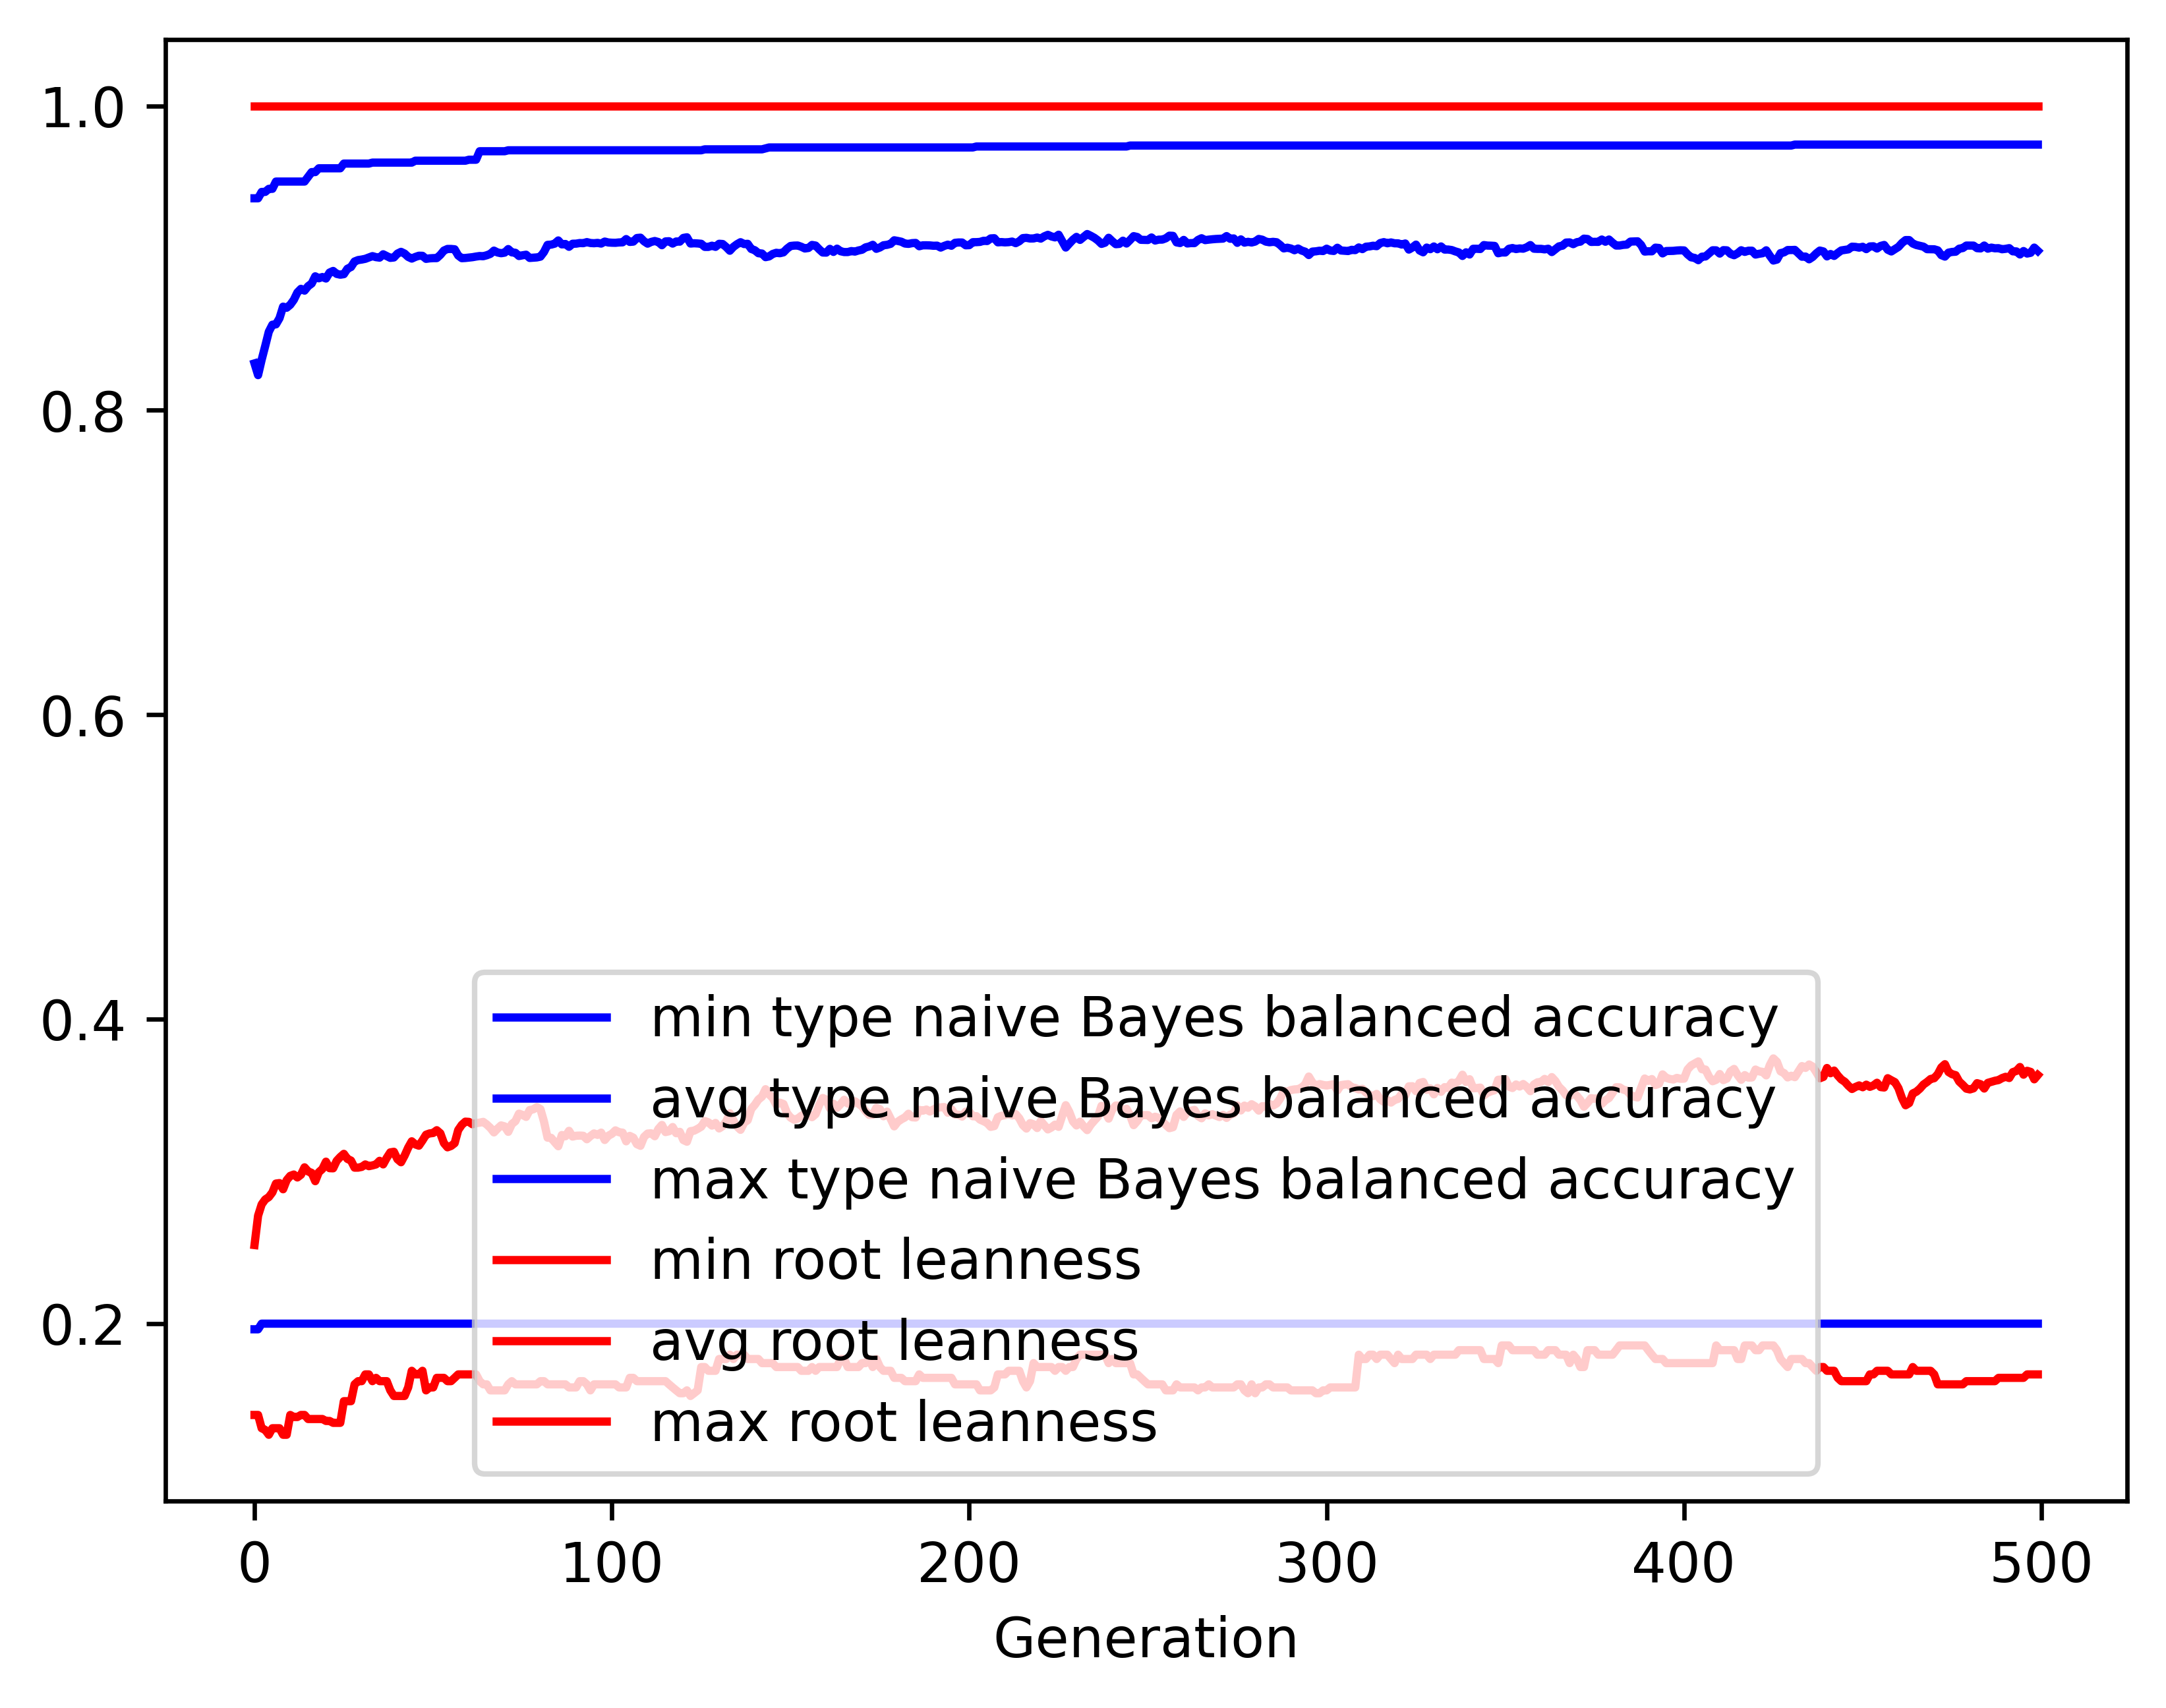 1.0
0.8
0.6
0.4
0.2
min type naive Bayes balanced accuracy
avg type naive Bayes balanced accuracy
max type naive Bayes balanced accuracy
min root leanness
avg root leanness
max root leanness
0 100 200 300 400 500
Generation